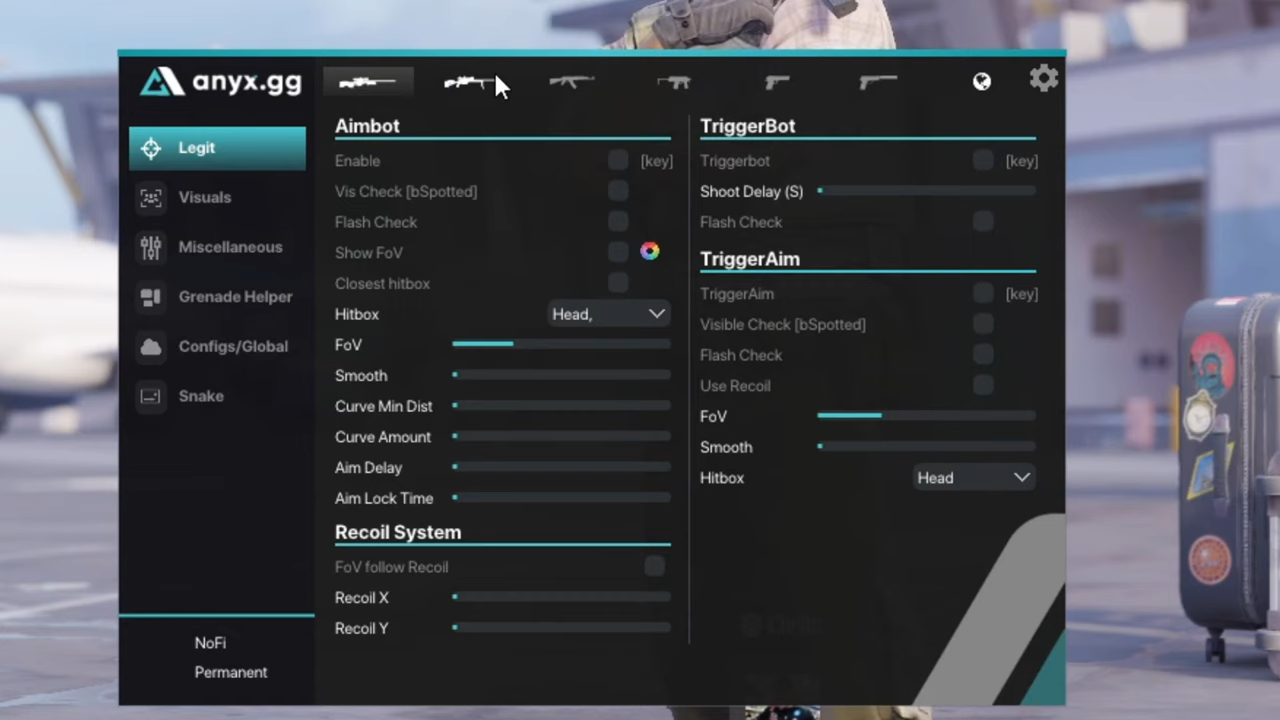 anyx.gg
Legit
Visuals
Miscellaneous
Grenade Helper
Configs/Global
Snake
NoFi
Permanent
Aimbot
Enable [key]
Vis Check [bSpotted]
Flash Check
Show FoV
Closest hitbox
Hitbox Head,
FoV
Smooth
Curve Min Dist
Curve Amount
Aim Delay
Aim Lock Time
Recoil System
FoV follow Recoil
Recoil X
Recoil Y
TriggerBot
Triggerbot [key]
Shoot Delay (S)
Flash Check
TriggerAim
TriggerAim [key]
Visible Check [bSpotted]
Flash Check
Use Recoil
FoV
Smooth
Hitbox Head